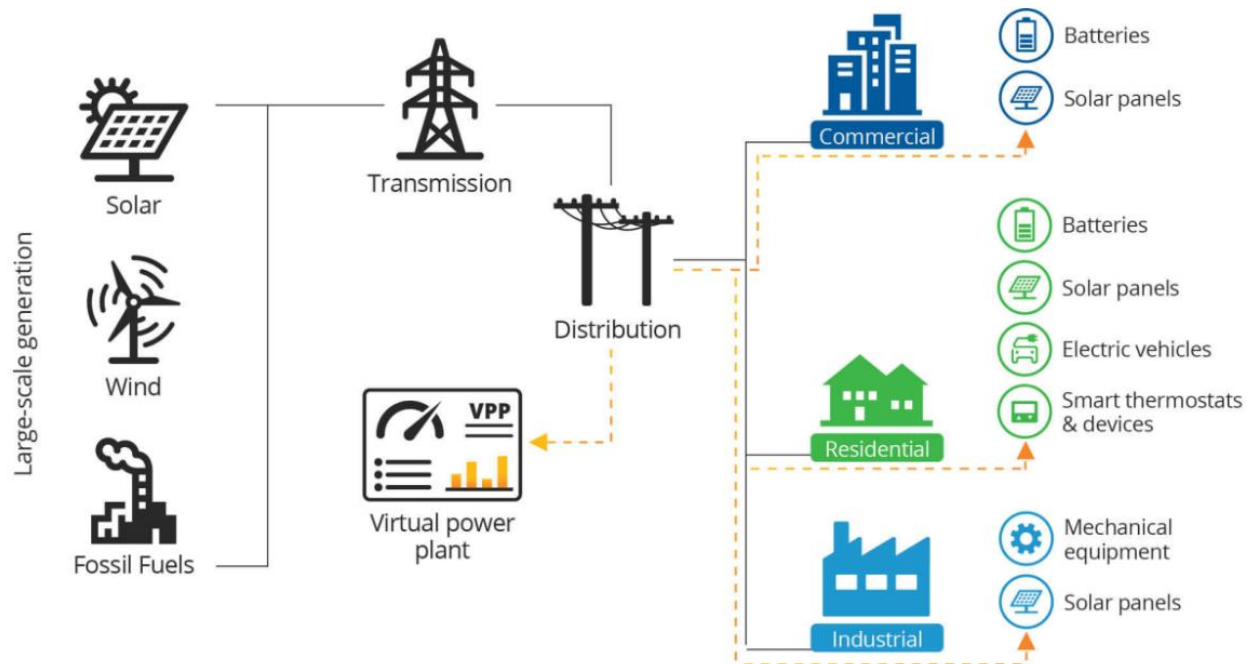 Large-scale generation
Solar
Wind
Fossil Fuels
Transmission
Distribution
VPP
Virtual power
plant
Commercial
Batteries
Solar panels
Residential
Batteries
Solar panels
Electric vehicles
Smart thermostats
& devices
Industrial
Mechanical
equipment
Solar panels